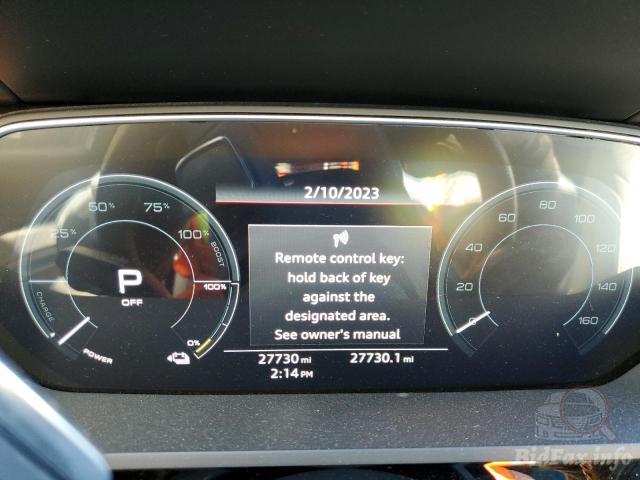 2/10/2023
25%
50%
75%
100%
BOOST
CHARGE
POWER
P
OFF
100%
0%
Remote control key:
hold back of key
against the
designated area.
See owner's manual
0
20
40
60
80
100
120
140
160
27730 mi
27730.1 mi
2:14 PM
BidFax.info